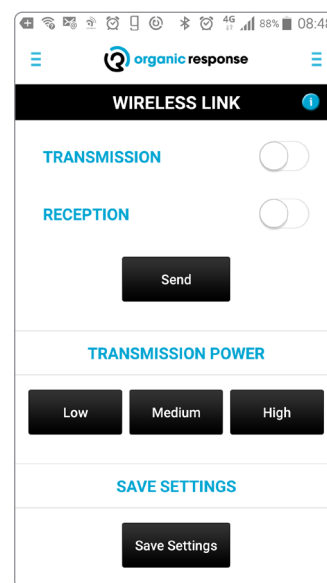 4G 88% 08:48
organic response
WIRELESS LINK i
TRANSMISSION
RECEPTION
Send
TRANSMISSION POWER
Low Medium High
SAVE SETTINGS
Save Settings